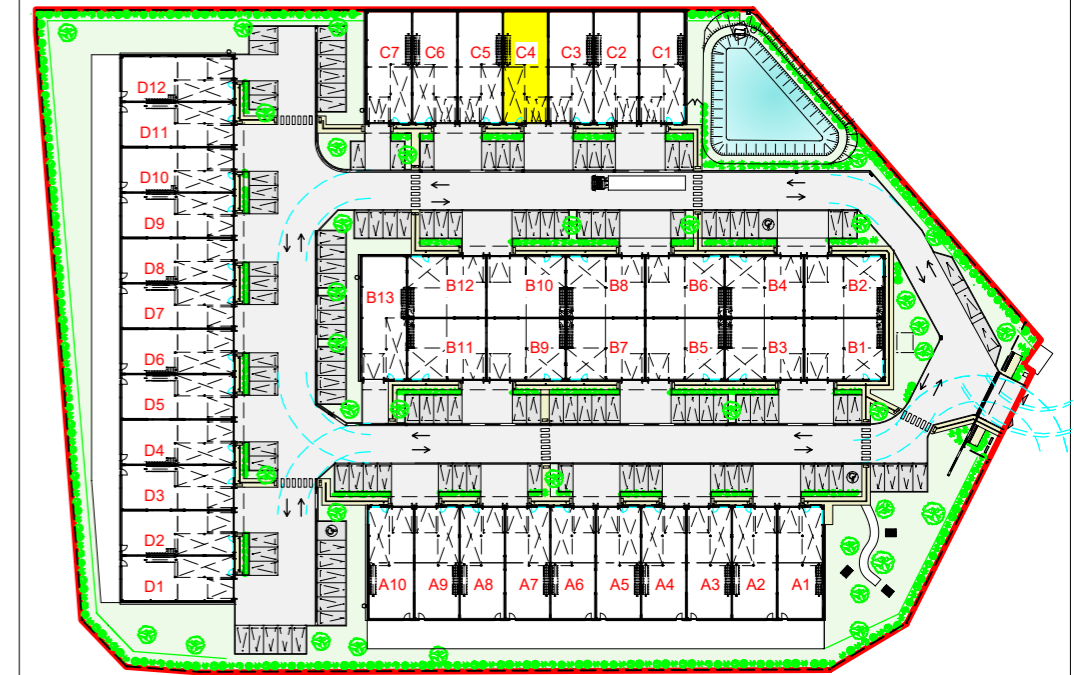 C7 C6 C5 C4 C3 C2 C1
D12
D11
D10
D9
D8
D7
D6
D5
D4
D3
D2
D1
B13 B12 B10 B8 B6 B4 B2
B11 B9 B7 B5 B3 B1
A10 A9 A8 A7 A6 A5 A4 A3 A2 A1